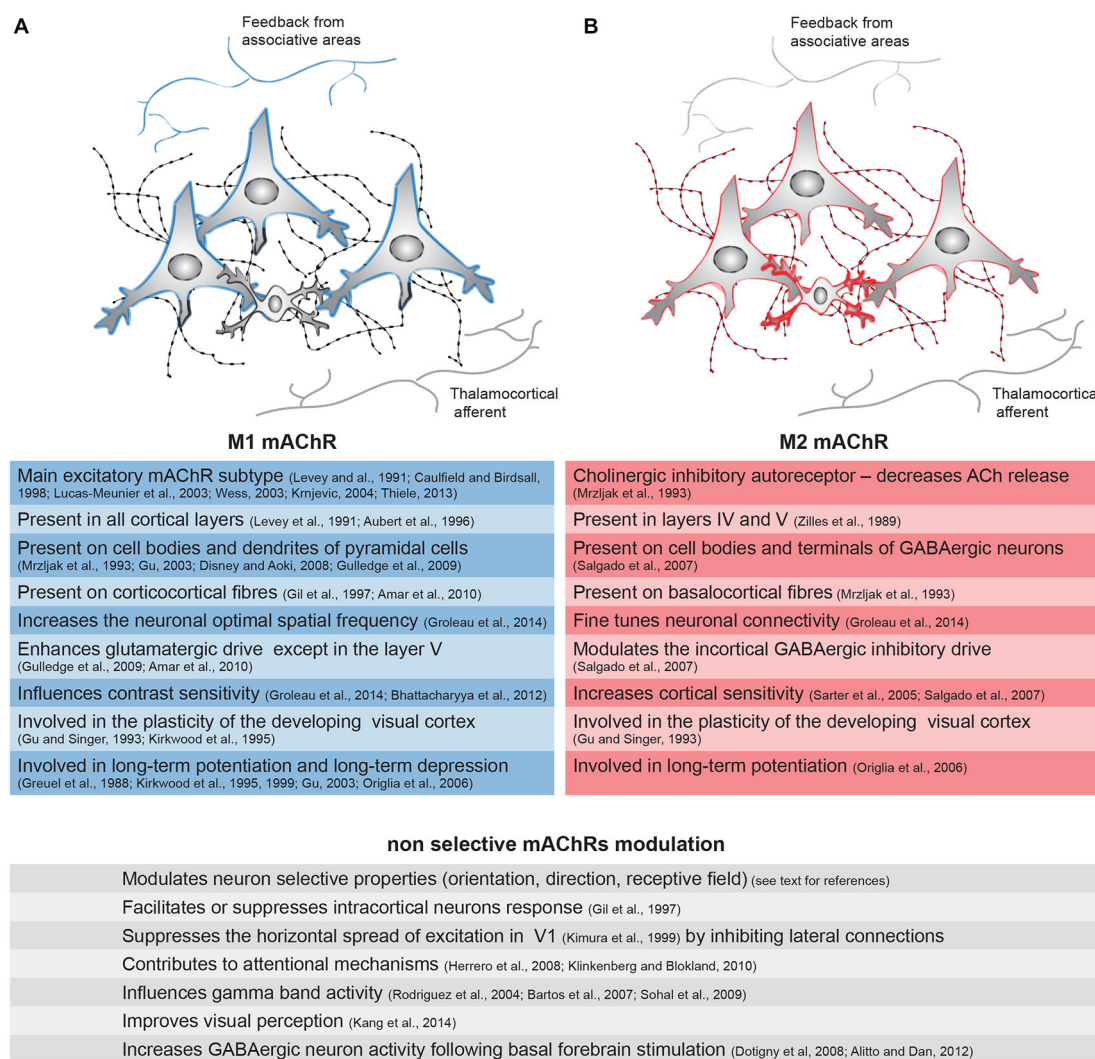 A
Feedback from
associative areas
Thalamocortical
afferent
B
Feedback from
associative areas
Thalamocortical
afferent
M1 mAChR
Main excitatory mAChR subtype (Levey and al., 1991; Caulfield and Birdsall,
1998; Lucas-Meunier et al., 2003; Wess, 2003; Krnjevic, 2004; Thiele, 2013)
Present in all cortical layers (Levey et al., 1991; Aubert et al., 1996)
Present on cell bodies and dendrites of pyramidal cells
(Mrzljak et al., 1993; Gu, 2003; Disney and Aoki, 2008; Gulledge et al., 2009)
Present on corticocortical fibres (Gil et al., 1997; Amar et al., 2010)
Increases the neuronal optimal spatial frequency (Groleau et al., 2014)
Enhances glutamatergic drive except in the layer V
(Gulledge et al., 2009; Amar et al., 2010)
Influences contrast sensitivity (Groleau et al., 2014; Bhattacharyya et al., 2012)
Involved in the plasticity of the developing visual cortex
(Gu and Singer, 1993; Kirkwood et al., 1995)
Involved in long-term potentiation and long-term depression
(Greuel et al., 1988; Kirkwood et al., 1995, 1999; Gu, 2003; Origlia et al., 2006)
M2 mAChR
Cholinergic inhibitory autoreceptor – decreases ACh release
(Mrzljak et al., 1993)
Present in layers IV and V (Zilles et al., 1989)
Present on cell bodies and terminals of GABAergic neurons
(Salgado et al., 2007)
Present on basalocortical fibres (Mrzljak et al., 1993)
Fine tunes neuronal connectivity (Groleau et al., 2014)
Modulates the incortical GABAergic inhibitory drive
(Salgado et al., 2007)
Increases cortical sensitivity (Sarter et al., 2005; Salgado et al., 2007)
Involved in the plasticity of the developing visual cortex
(Gu and Singer, 1993)
Involved in long-term potentiation (Origlia et al., 2006)
non selective mAChRs modulation
Modulates neuron selective properties (orientation, direction, receptive field) (see text for references)
Facilitates or suppresses intracortical neurons response (Gil et al., 1997)
Suppresses the horizontal spread of excitation in V1 (Kimura et al., 1999) by inhibiting lateral connections
Contributes to attentional mechanisms (Herrero et al., 2008; Klinkenberg and Blokland, 2010)
Influences gamma band activity (Rodriguez et al., 2004; Bartos et al., 2007; Sohal et al., 2009)
Improves visual perception (Kang et al., 2014)
Increases GABAergic neuron activity following basal forebrain stimulation (Dotigny et al, 2008; Alitto and Dan, 2012)